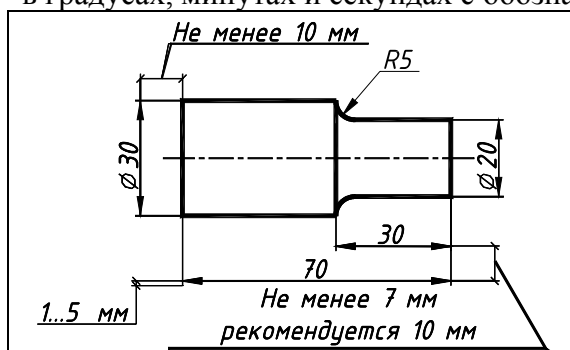 в градусах, минутах и секундах с обозна
Не менее 10 мм
R5
Ø30
Ø20
30
70
1...5 мм
Не менее 7 мм
рекомендуется 10 мм